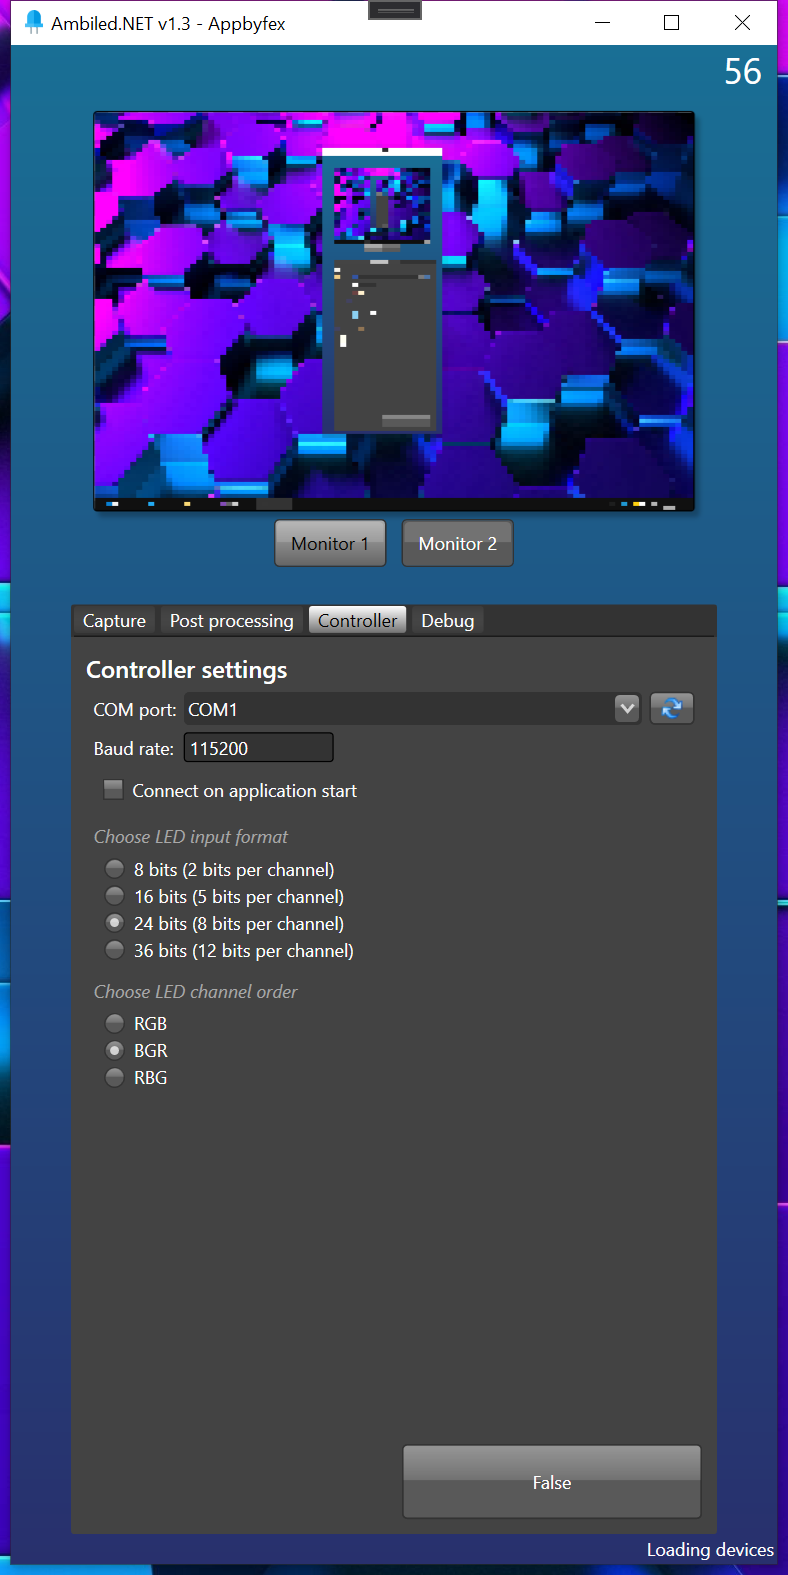 Ambiled.NET v1.3 - Appbyfex
56
Monitor 1
Monitor 2
Capture
Post processing
Controller
Debug
Controller settings
COM port: COM1
Baud rate: 115200
Connect on application start
Choose LED input format
8 bits (2 bits per channel)
16 bits (5 bits per channel)
24 bits (8 bits per channel)
36 bits (12 bits per channel)
Choose LED channel order
RGB
BGR
RBG
False
Loading devices